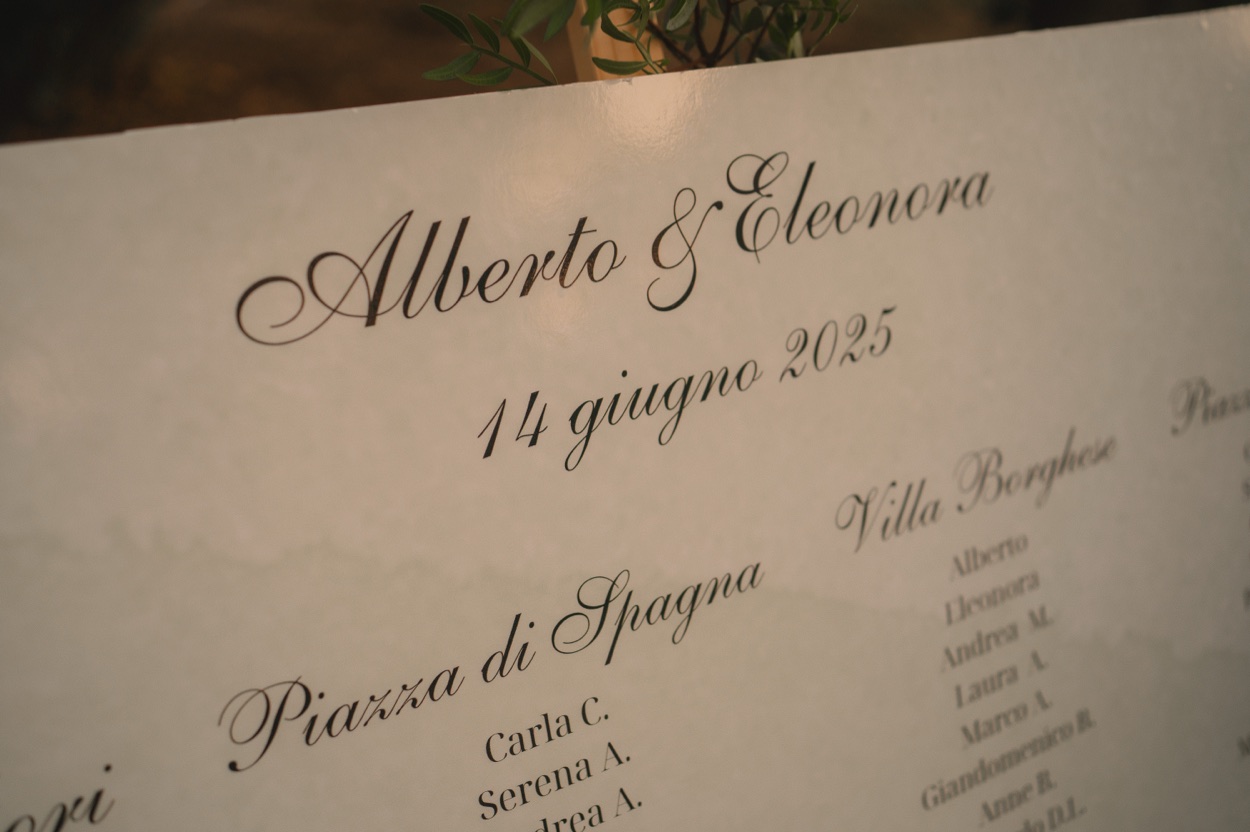 Alberto & Eleonora
14 giugno 2025
Piazza di Spagna
Carla C.
Serena A.
Villa Borghese
Alberto
Eleonora
Andrea M.
Laura A.
Marco A.
Giandomenico B.
Anne B.